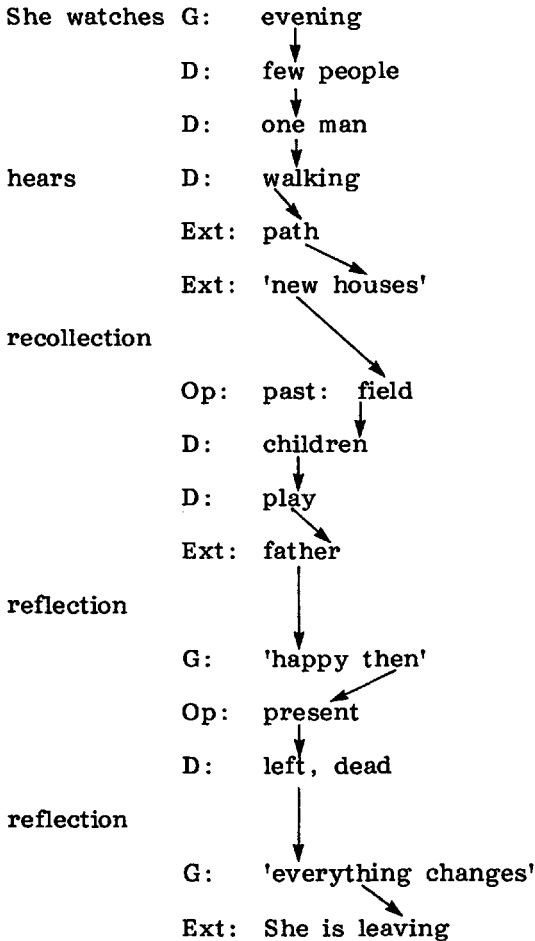 She watches G: evening
D: few people
D: one man
hears D: walking
Ext: path
Ext: 'new houses'
recollection
Op: past: field
D: children
D: play
Ext: father
reflection
G: 'happy then'
Op: present
D: left, dead
reflection
G: 'everything changes'
Ext: She is leaving